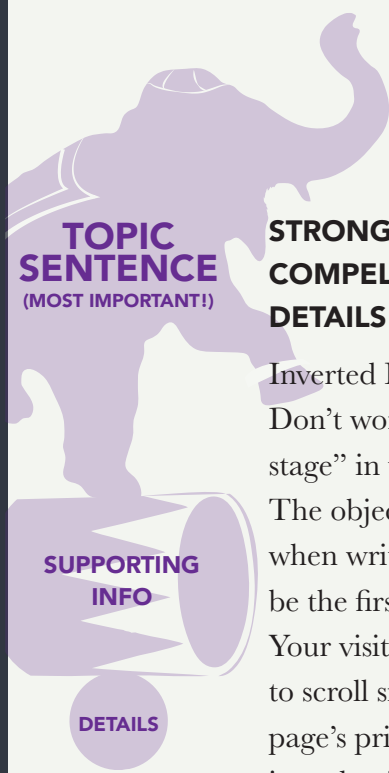 TOPIC
SENTENCE
(MOST IMPORTANT!)
SUPPORTING
INFO
DETAILS
STRONG
COMPEL
DETAILS
Inverted
Don’t wo
stage” in
The objec
when writ
be the firs
Your visit
to scroll s
page’s pri